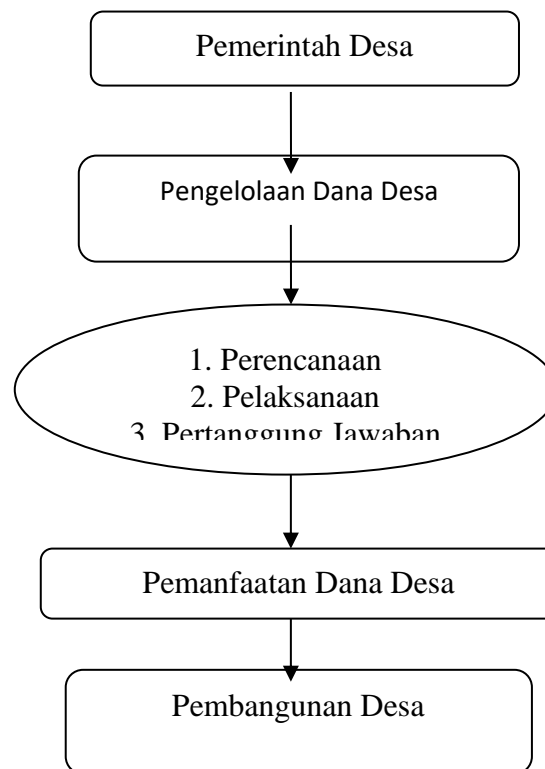 Pemerintah Desa
Pengelolaan Dana Desa
1. Perencanaan
2. Pelaksanaan
3. Pertanggung Jawaban
Pemanfaatan Dana Desa
Pembangunan Desa